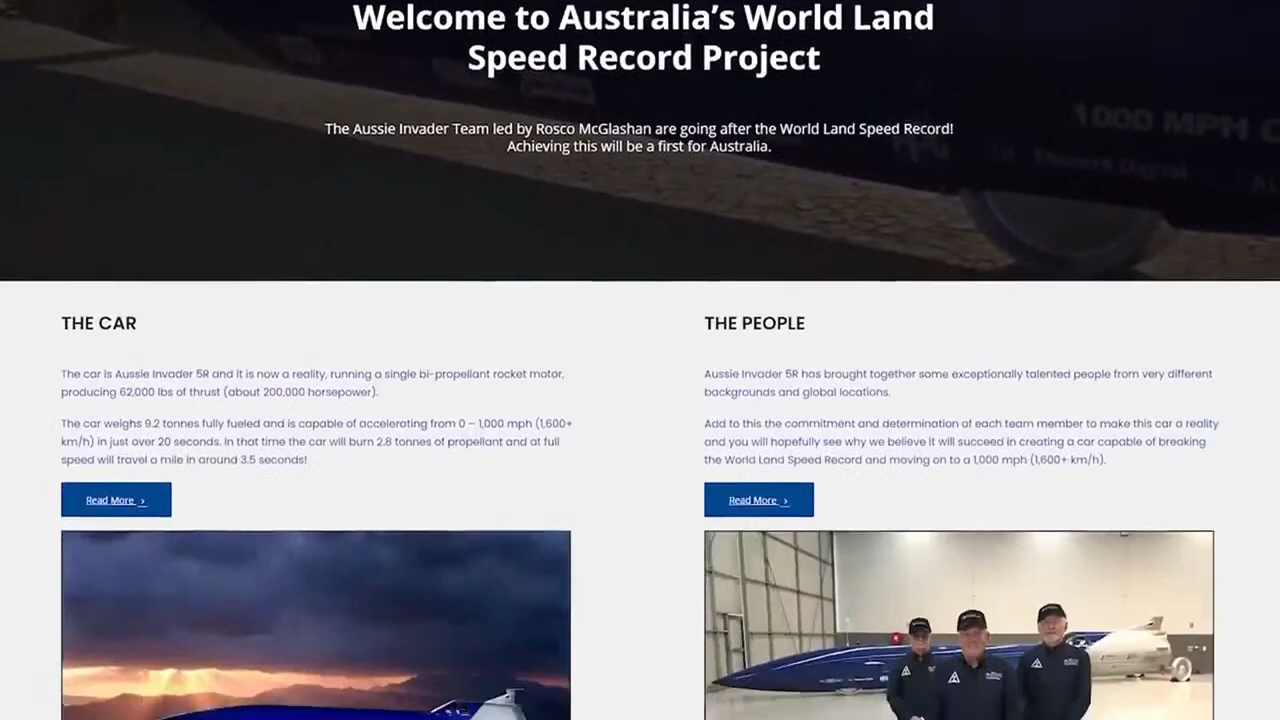 Welcome to Australia’s World Land
Speed Record Project
The Aussie Invader Team led by Rosco McGlashan are going after the World Land Speed Record!
Achieving this will be a first for Australia.
1000 MPH
THE CAR
The car is Aussie Invader 5R and it is now a reality, running a single bi-propellant rocket motor,
producing 62,000 lbs of thrust (about 200,000 horsepower).
The car weighs 9.2 tonnes fully fueled and is capable of accelerating from 0 – 1,000 mph (1,600+
km/h) in just over 20 seconds. In that time the car will burn 2.8 tonnes of propellant and at full
speed will travel a mile in around 3.5 seconds!
Read More ›
THE PEOPLE
Aussie Invader 5R has brought together some exceptionally talented people from very different
backgrounds and global locations.
Add to this the commitment and determination of each team member to make this car a reality
and you will hopefully see why we believe it will succeed in creating a car capable of breaking
the World Land Speed Record and moving on to a 1,000 mph (1,600+ km/h).
Read More ›